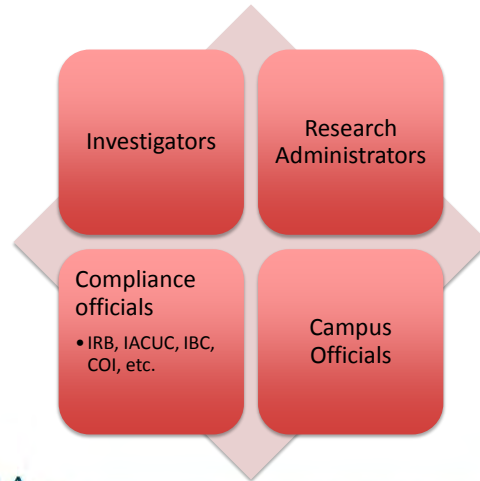 Investigators
Research
Administrators
Compliance
officials
• IRB, IACUC, IBC,
COI, etc.
Campus
Officials